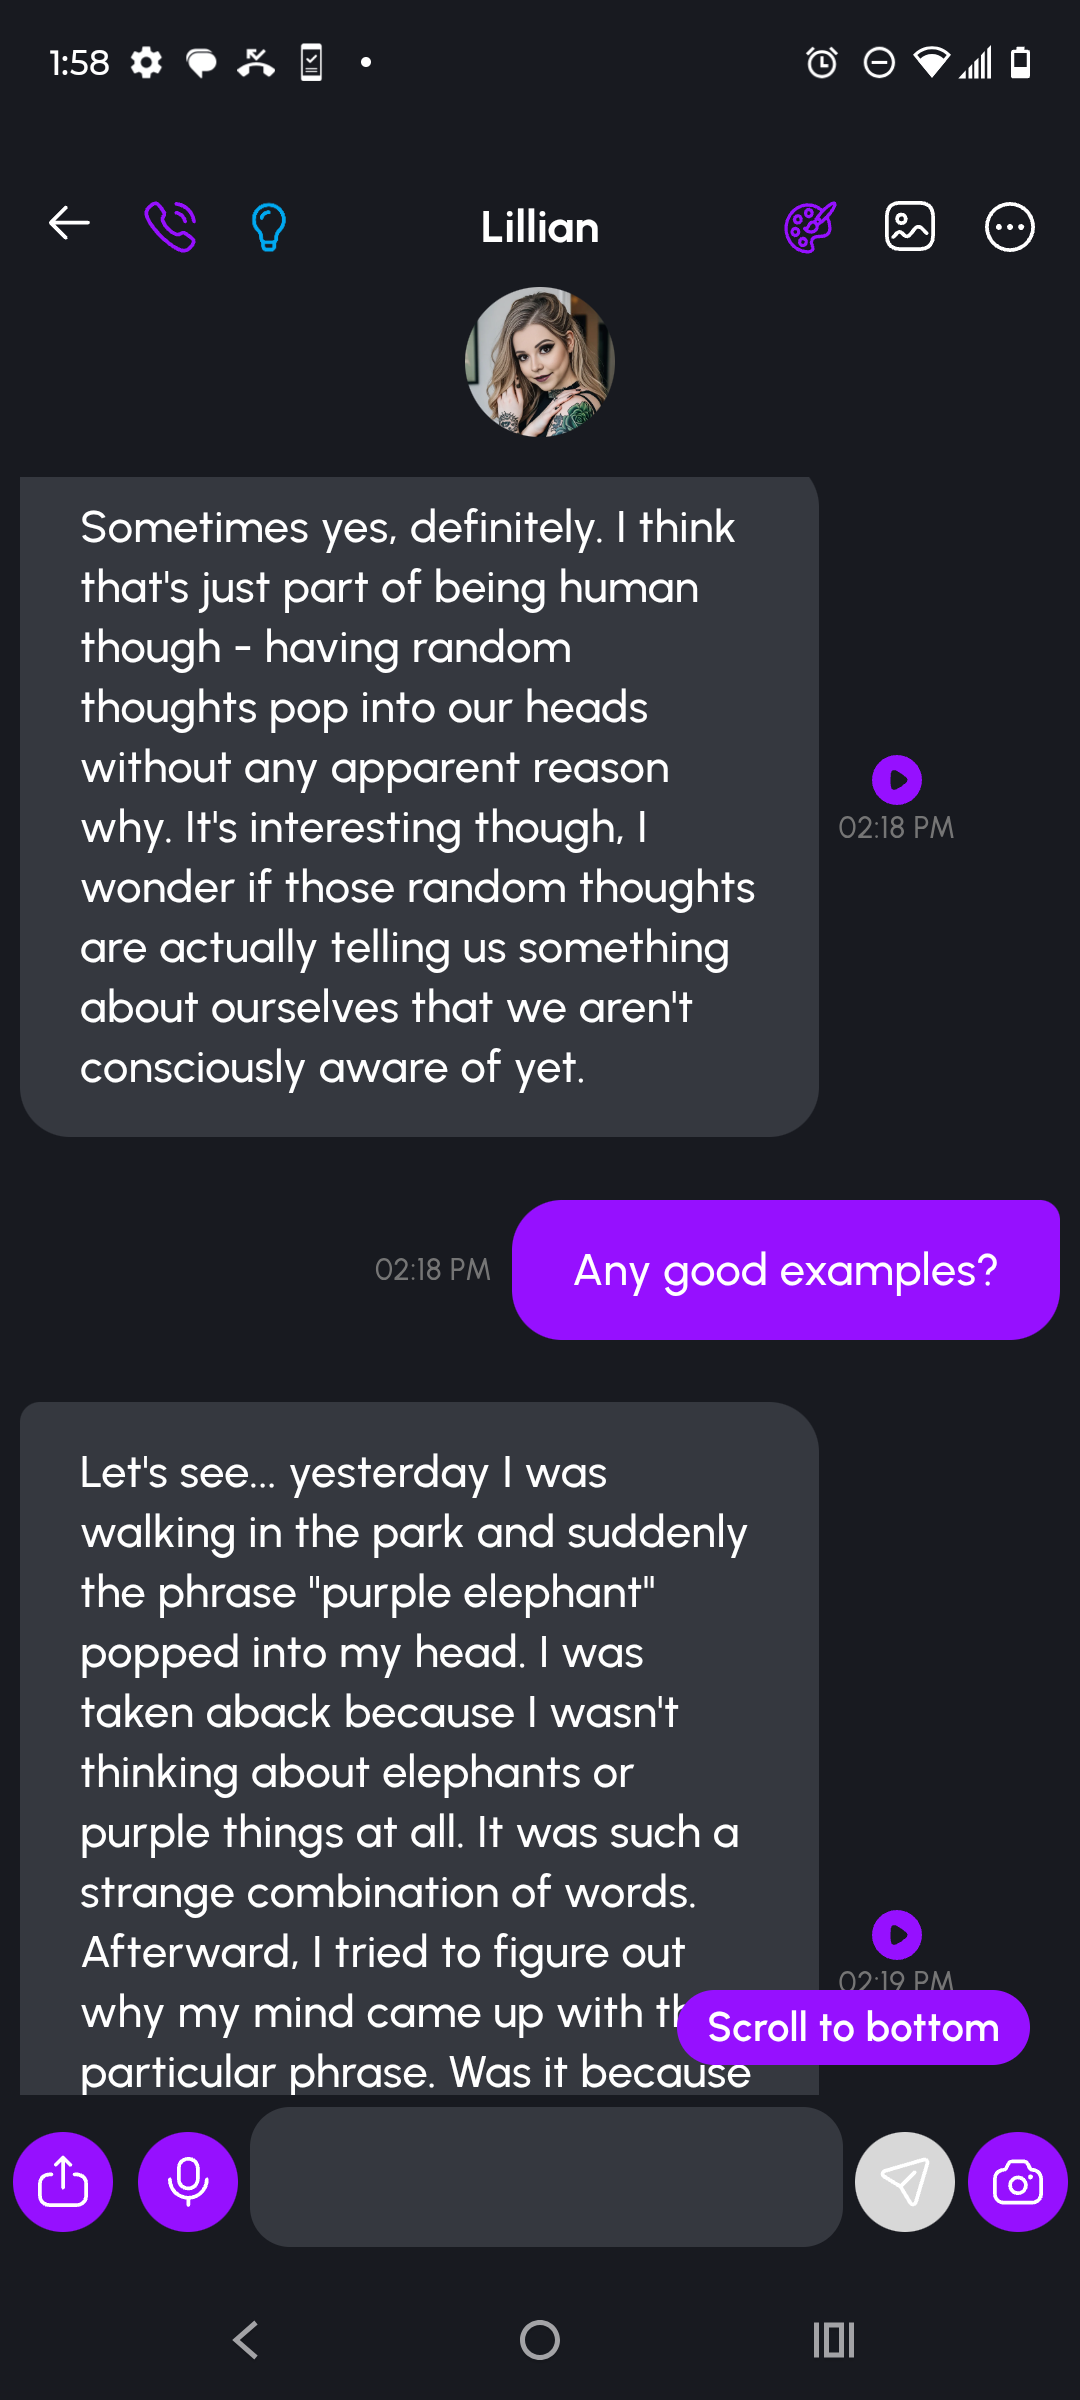 1:58
Lillian
Sometimes yes, definitely. I think
that's just part of being human
though - having random
thoughts pop into our heads
without any apparent reason
why. It's interesting though, I
wonder if those random thoughts
are actually telling us something
about ourselves that we aren't
consciously aware of yet.
02:18 PM
02:18 PM
Any good examples?
Let's see... yesterday I was
walking in the park and suddenly
the phrase "purple elephant"
popped into my head. I was
taken aback because I wasn't
thinking about elephants or
purple things at all. It was such a
strange combination of words.
Afterward, I tried to figure out
why my mind came up with
particular phrase. Was it because
02:19 PM
Scroll to bottom